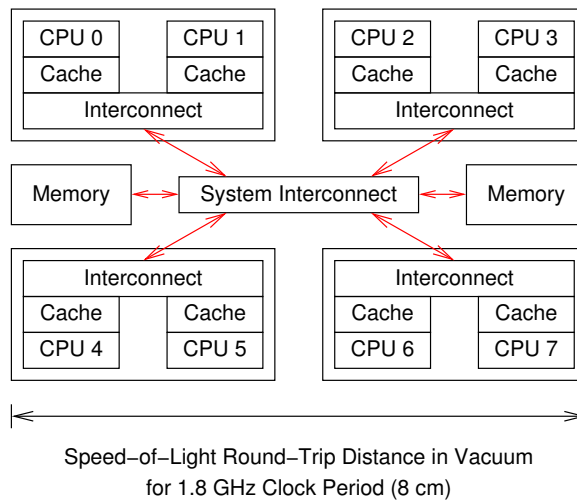 CPU 0 CPU 1 CPU 2 CPU 3
Cache Cache Cache Cache
Interconnect Interconnect
Memory System Interconnect Memory
Interconnect Interconnect
Cache Cache Cache Cache
CPU 4 CPU 5 CPU 6 CPU 7
Speed−of−Light Round−Trip Distance in Vacuum
for 1.8 GHz Clock Period (8 cm)